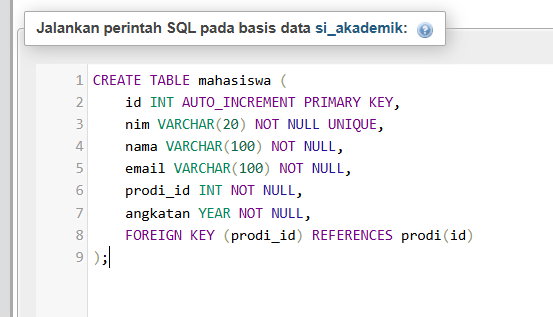 Jalankan perintah SQL pada basis data si_akademik:
1 CREATE TABLE mahasiswa (
2 id INT AUTO_INCREMENT PRIMARY KEY,
3 nim VARCHAR(20) NOT NULL UNIQUE,
4 nama VARCHAR(100) NOT NULL,
5 email VARCHAR(100) NOT NULL,
6 prodi_id INT NOT NULL,
7 angkatan YEAR NOT NULL,
8 FOREIGN KEY (prodi_id) REFERENCES prodi(id)
9 );